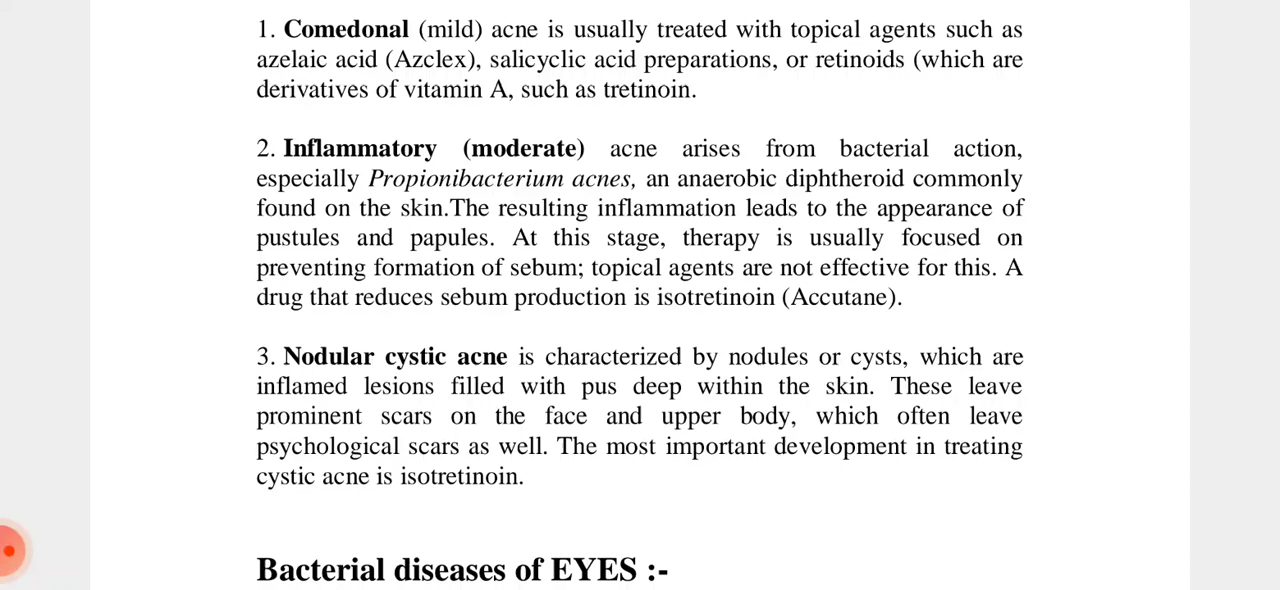 1. Comedonal (mild) acne is usually treated with topical agents such as
azelaic acid (Azclex), salicyclic acid preparations, or retinoids (which are
derivatives of vitamin A, such as tretinoin.
2. Inflammatory (moderate) acne arises from bacterial action,
especially Propionibacterium acnes, an anaerobic diphtheroid commonly
found on the skin.The resulting inflammation leads to the appearance of
pustules and papules. At this stage, therapy is usually focused on
preventing formation of sebum; topical agents are not effective for this. A
drug that reduces sebum production is isotretinoin (Accutane).
3. Nodular cystic acne is characterized by nodules or cysts, which are
inflamed lesions filled with pus deep within the skin. These leave
prominent scars on the face and upper body, which often leave
psychological scars as well. The most important development in treating
cystic acne is isotretinoin.
Bacterial diseases of EYES :-